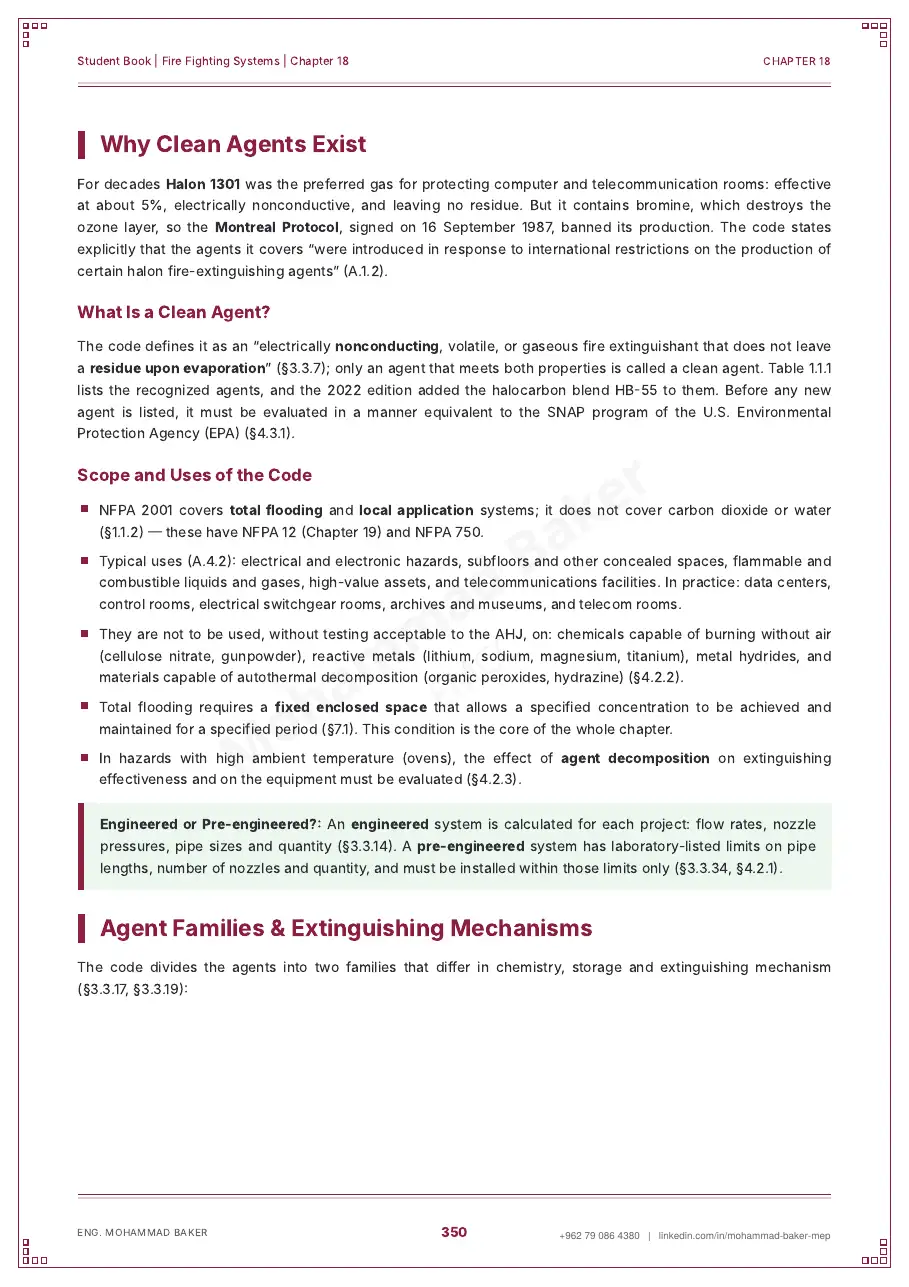 Student Book | Fire Fighting Systems | Chapter 18
CHAPTER 18
Why Clean Agents Exist
For decades Halon 1301 was the preferred gas for protecting computer and telecommunication rooms: effective
at about 5%, electrically nonconductive, and leaving no residue. But it contains bromine, which destroys the
ozone layer, so the Montreal Protocol, signed on 16 September 1987, banned its production. The code states
explicitly that the agents it covers “were introduced in response to international restrictions on the production of
certain halon fire-extinguishing agents” (A.1.2).
What Is a Clean Agent?
The code defines it as an “electrically nonconducting, volatile, or gaseous fire extinguishant that does not leave
a residue upon evaporation” (§3.3.7); only an agent that meets both properties is called a clean agent. Table 1.1.1
lists the recognized agents, and the 2022 edition added the halocarbon blend HB-55 to them. Before any new
agent is listed, it must be evaluated in a manner equivalent to the SNAP program of the U.S. Environmental
Protection Agency (EPA) (§4.3.1).
Scope and Uses of the Code
NFPA 2001 covers total flooding and local application systems; it does not cover carbon dioxide or water
(§1.1.2) — these have NFPA 12 (Chapter 19) and NFPA 750.
Typical uses (A.4.2): electrical and electronic hazards, subfloors and other concealed spaces, flammable and
combustible liquids and gases, high-value assets, and telecommunications facilities. In practice: data centers,
control rooms, electrical switchgear rooms, archives and museums, and telecom rooms.
They are not to be used, without testing acceptable to the AHJ, on: chemicals capable of burning without air
(cellulose nitrate, gunpowder), reactive metals (lithium, sodium, magnesium, titanium), metal hydrides, and
materials capable of autothermal decomposition (organic peroxides, hydrazine) (§4.2.2).
Total flooding requires a fixed enclosed space that allows a specified concentration to be achieved and
maintained for a specified period (§7.1). This condition is the core of the whole chapter.
In hazards with high ambient temperature (ovens), the effect of agent decomposition on extinguishing
effectiveness and on the equipment must be evaluated (§4.2.3).
Engineered or Pre-engineered?: An engineered system is calculated for each project: flow rates, nozzle
pressures, pipe sizes and quantity (§3.3.14). A pre-engineered system has laboratory-listed limits on pipe
lengths, number of nozzles and quantity, and must be installed within those limits only (§3.3.34, §4.2.1).
Agent Families & Extinguishing Mechanisms
The code divides the agents into two families that differ in chemistry, storage and extinguishing mechanism
(§3.3.17, §3.3.19):
Mohammad Baker
ENG. MOHAMMAD BAKER
350
+962 79 086 4380 | linkedin.com/in/mohammad-baker-mep